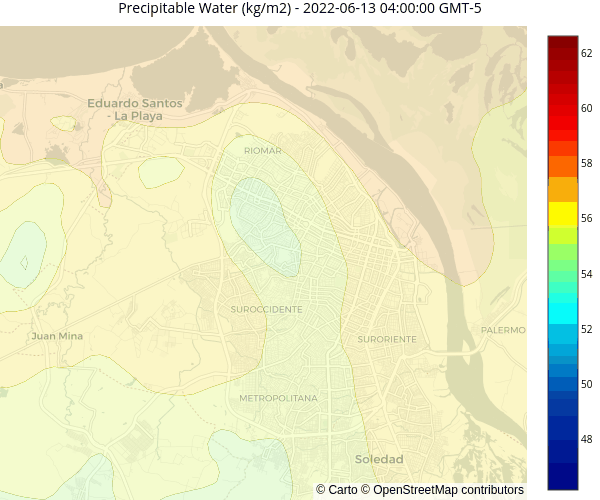 Precipitable Water (kg/m2) - 2022-06-13 04:00:00 GMT-5
62
Eduardo Santos
- La Playa
60
RIOMAR
58
56
54
SUROCCIDENTE
52
Juan Mina
SURORIENTE
PALERMO
50
METROPOLITANA
48
Soledad
© Carto © OpenStreetMap contributors